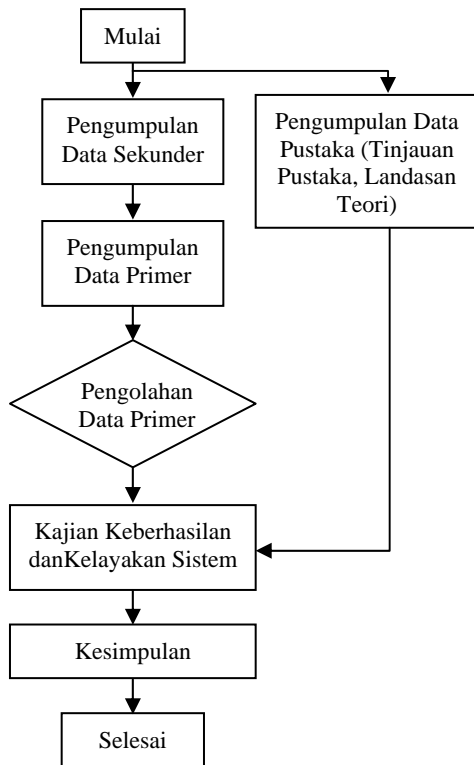 Mulai
Pengumpulan
Data Sekunder
Pengumpulan Data
Pustaka (Tinjauan
Pustaka, Landasan
Teori)
Pengumpulan
Data Primer
Pengolahan
Data Primer
Kajian Keberhasilan
danKelayakan Sistem
Kesimpulan
Selesai